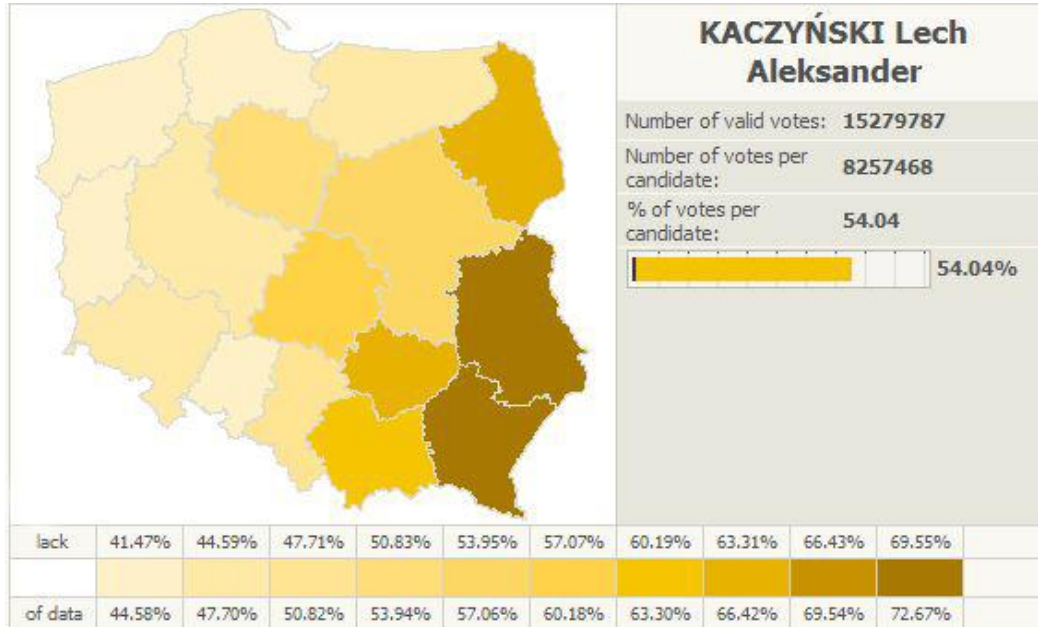 KACZYŃSKI Lech
Aleksander
Number of valid votes: 15279787
Number of votes per
candidate: 8257468
% of votes per
candidate: 54.04
54.04%
lack 41.47% 44.59% 47.71% 50.83% 53.95% 57.07% 60.19% 63.31% 66.43% 69.55%
of data 44.58% 47.70% 50.82% 53.94% 57.06% 60.18% 63.30% 66.42% 69.54% 72.67%